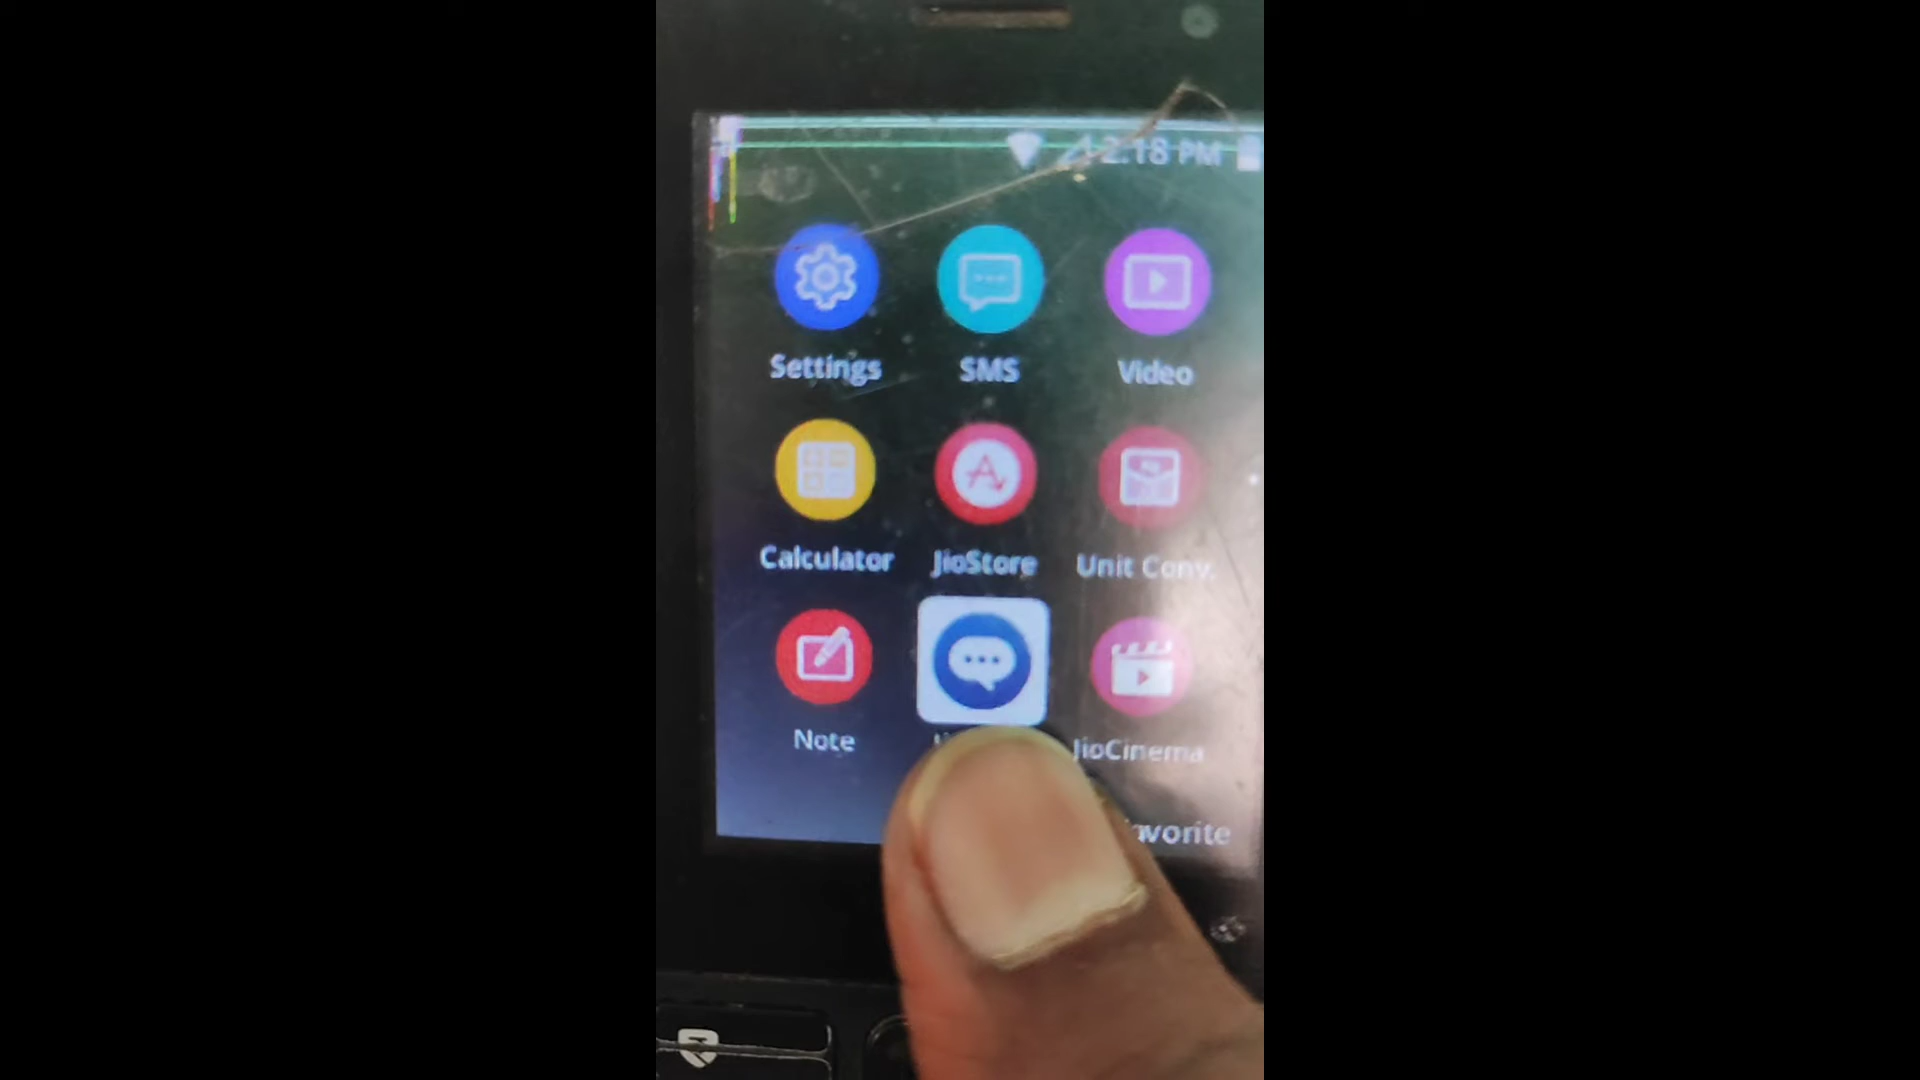 2:18 PM
Settings SMS Video
Calculator JioStore Unit Conv.
Note JioCinema